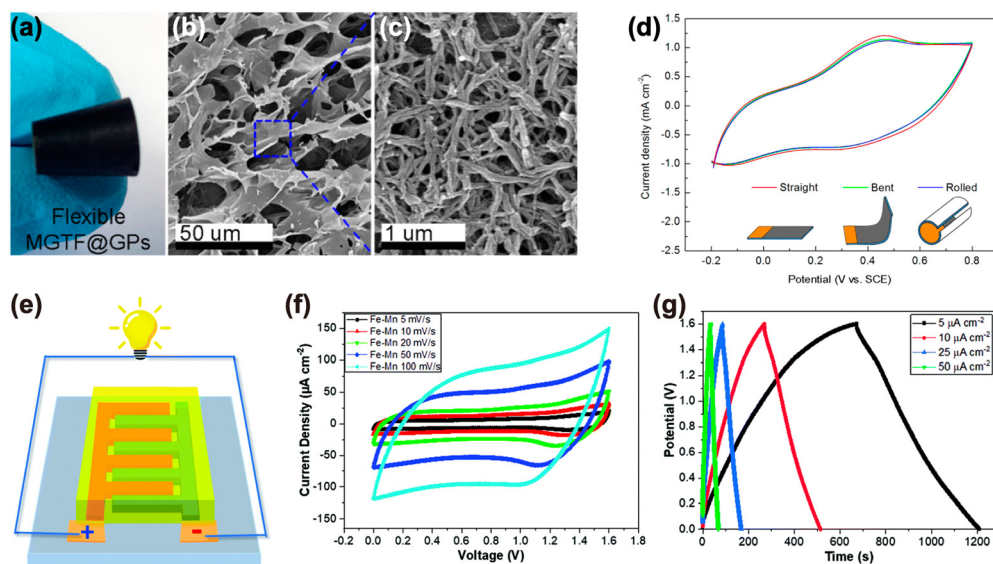 (a)
Flexible
MGTF@GPs
(b)
50 um
(c)
1 um
(d)
Current density (mA cm⁻²)
1.5
1.0
0.5
0.0
-0.5
-1.0
-1.5
-2.0
-2.5
Straight
Bent
Rolled
-0.2
0.0
0.2
0.4
0.6
0.8
Potential (V vs. SCE)
(e)
+
-
(f)
Current Density (µA cm⁻²)
150
100
50
0
-50
-100
-150
Fe-Mn 5 mV/s
Fe-Mn 10 mV/s
Fe-Mn 20 mV/s
Fe-Mn 50 mV/s
Fe-Mn 100 mV/s
0.0
0.2
0.4
0.6
0.8
1.0
1.2
1.4
1.6
1.8
Voltage (V)
(g)
Potential (V)
1.6
1.4
1.2
1.0
0.8
0.6
0.4
0.2
0.0
5 µA cm⁻²
10 µA cm⁻²
25 µA cm⁻²
50 µA cm⁻²
0
200
400
600
800
1000
1200
Time (s)